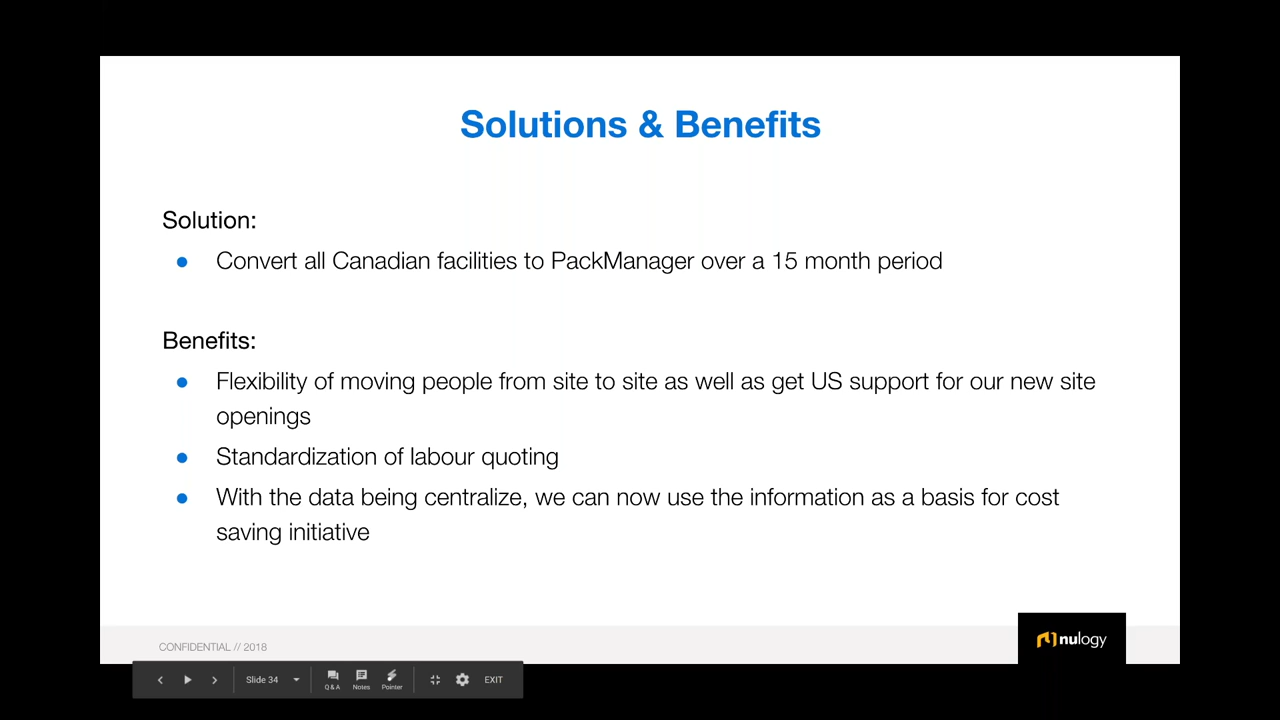 Solutions & Benefits
Solution:
● Convert all Canadian facilities to PackManager over a 15 month period
Benefits:
● Flexibility of moving people from site to site as well as get US support for our new site
openings
● Standardization of labour quoting
● With the data being centralize, we can now use the information as a basis for cost
saving initiative
CONFIDENTIAL // 2018
nulogy
Slide 34
Q & A
Notes
Pointer
EXIT